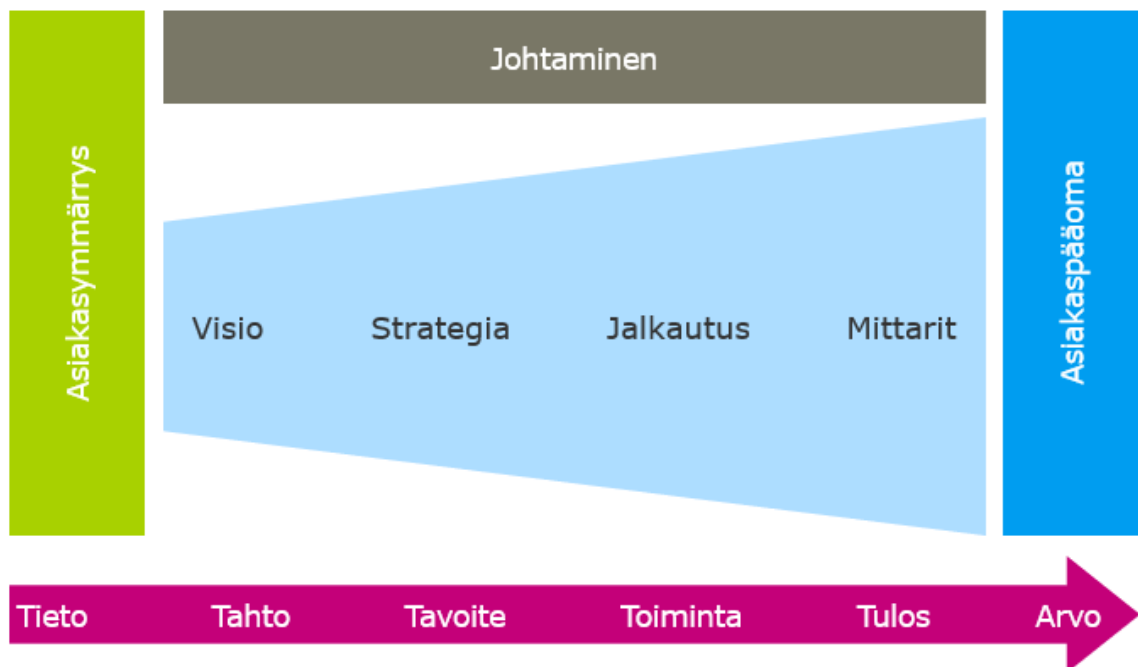 Johtaminen
Asiakasymmärrys
Visio Strategia Jalkautus Mittarit
Asiakaspääoma
Tieto Tahto Tavoite Toiminta Tulos Arvo